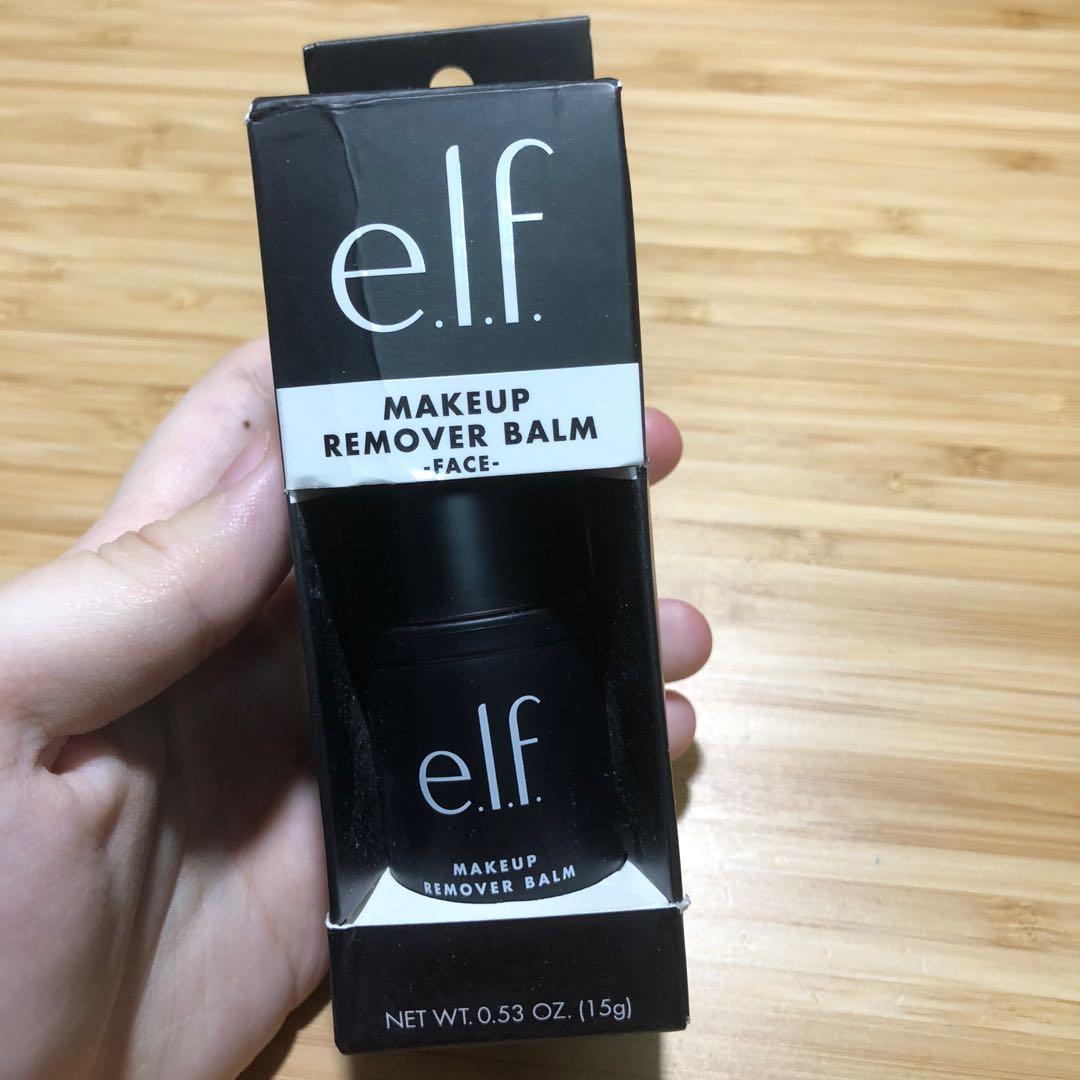 e.l.f.
MAKEUP
REMOVER BALM
-FACE-
e.l.f.
MAKEUP
REMOVER BALM
NET WT. 0.53 OZ. (15g)